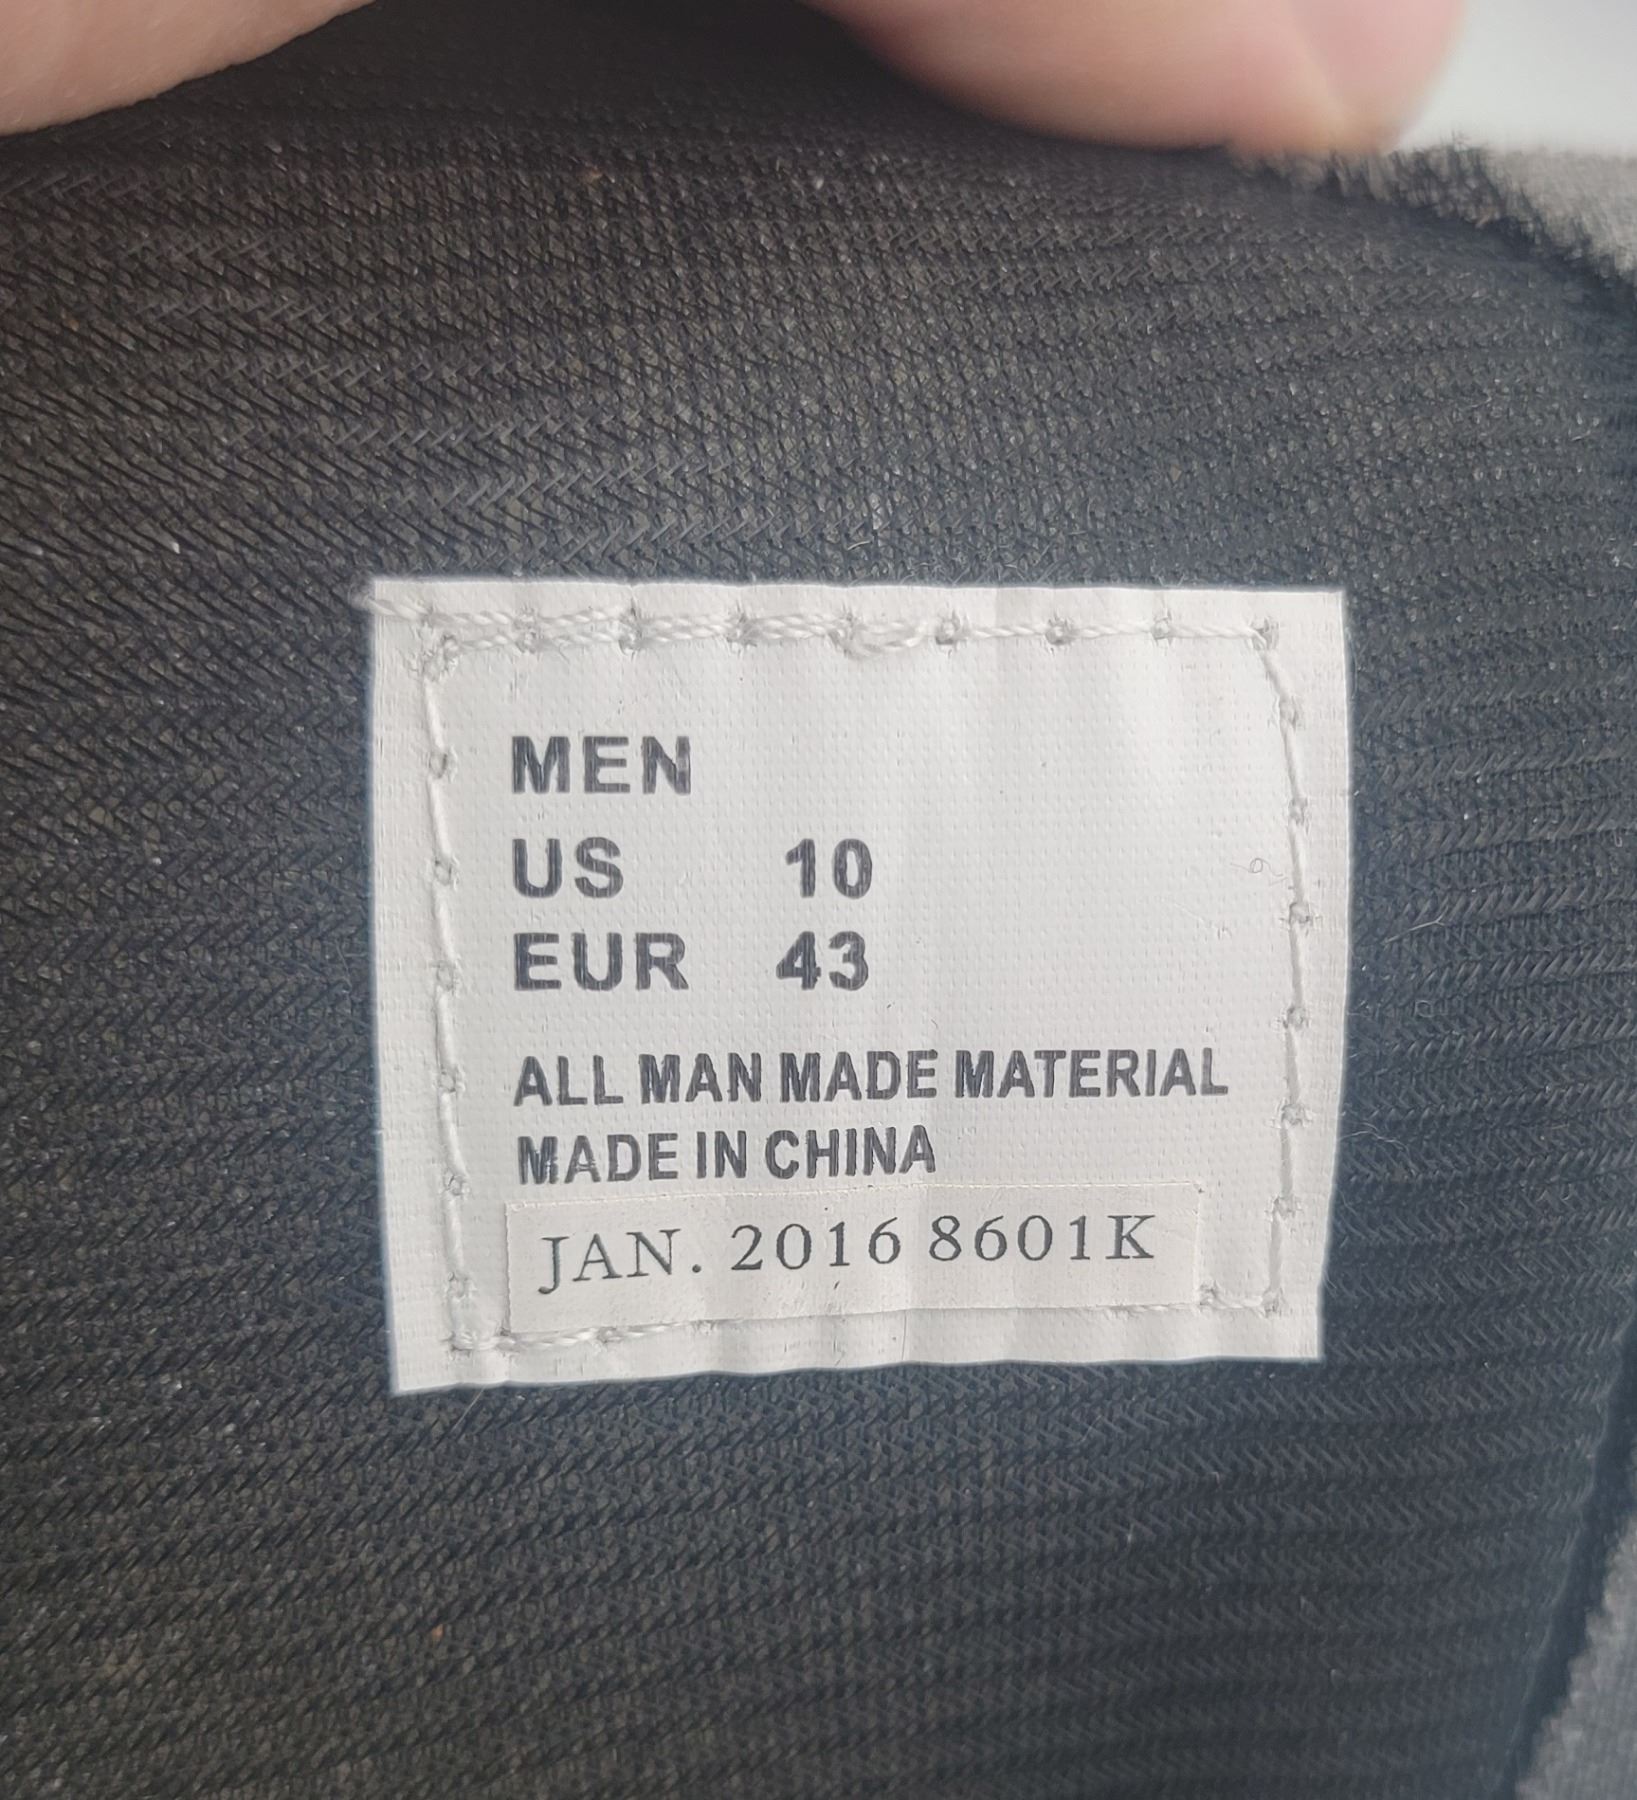 MEN
US 10
EUR 43
ALL MAN MADE MATERIAL
MADE IN CHINA
JAN. 2016 8601K